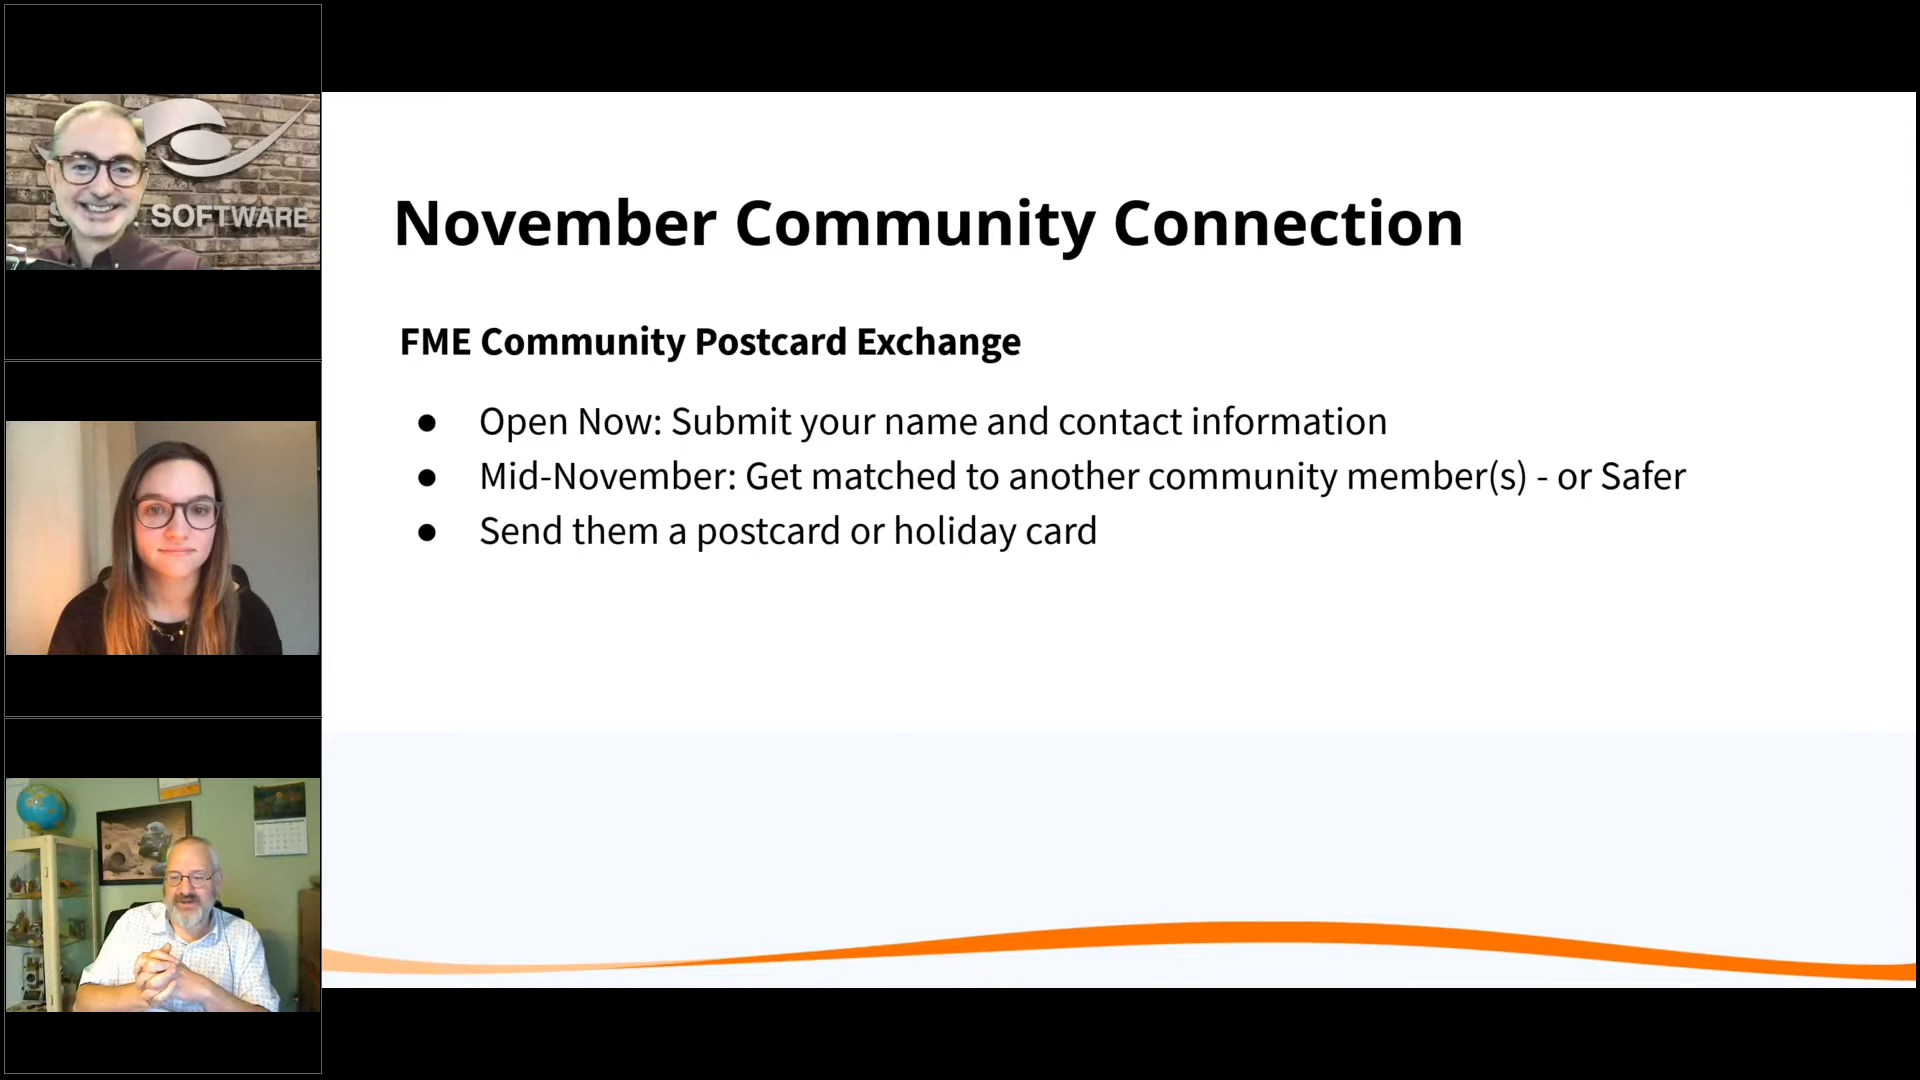 SOFTWARE
November Community Connection
FME Community Postcard Exchange
● Open Now: Submit your name and contact information
● Mid-November: Get matched to another community member(s) - or Safer
● Send them a postcard or holiday card